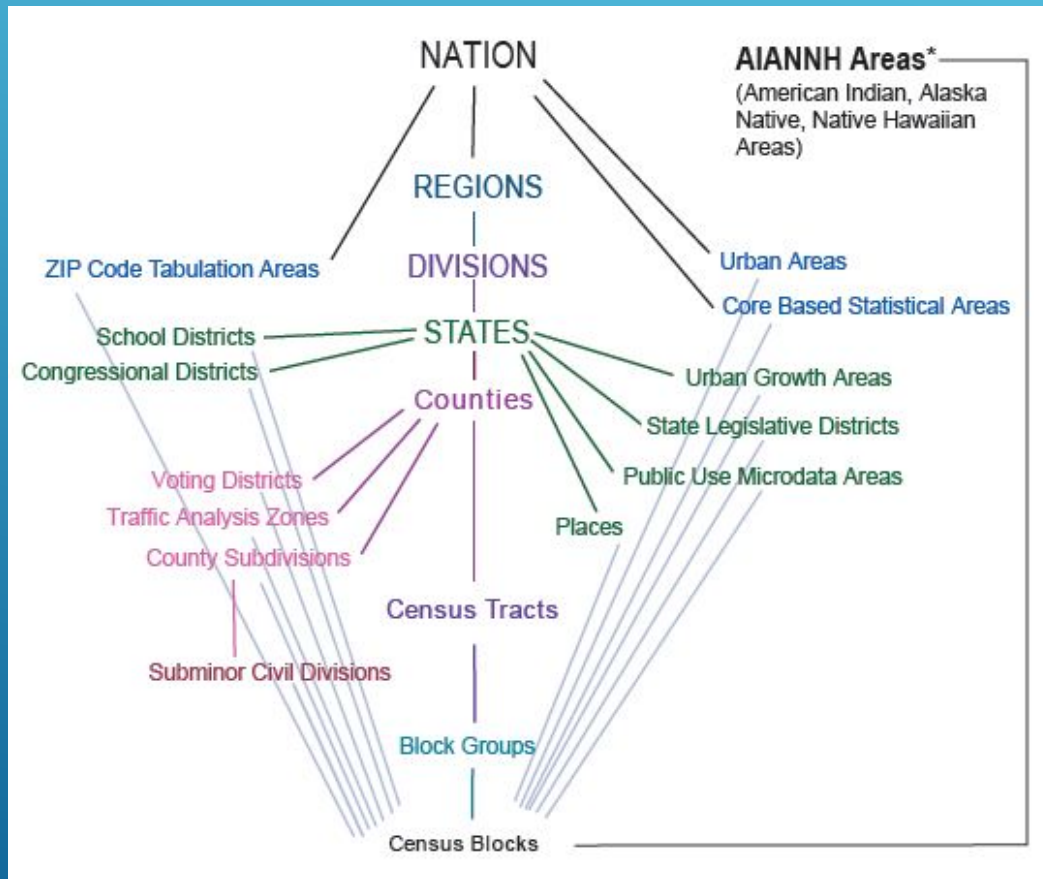 NATION
AIANNH Areas*
(American Indian, Alaska
Native, Native Hawaiian
Areas)
REGIONS
ZIP Code Tabulation Areas
DIVISIONS
Urban Areas
Core Based Statistical Areas
School Districts
STATES
Congressional Districts
Urban Growth Areas
Counties
State Legislative Districts
Voting Districts
Public Use Microdata Areas
Traffic Analysis Zones
Places
County Subdivisions
Census Tracts
Subminor Civil Divisions
Block Groups
Census Blocks